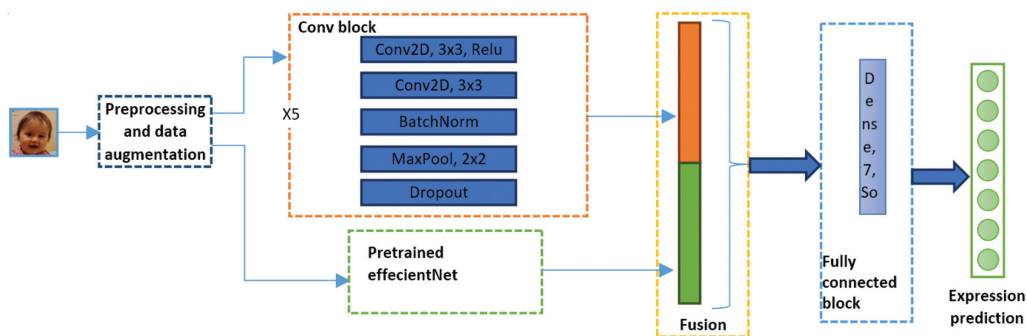 Preprocessing
and data
augmentation
Conv block
X5
Conv2D, 3x3, Relu
Conv2D, 3x3
BatchNorm
MaxPool, 2x2
Dropout
Pretrained
effecientNet
Fusion
D
e
ns
e,
7,
So
Fully
connected
block
Expression
prediction